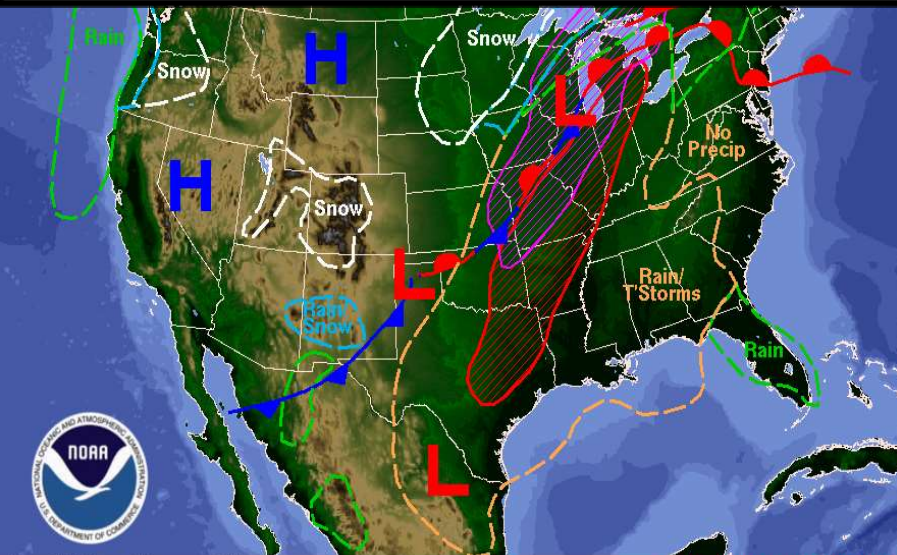 Rain
Snow
H
Snow
L
No
Precip
H
Snow
L
Rain/
T'Storms
Rain/
Snow
Rain
L
NATIONAL OCEANIC AND ATMOSPHERIC ADMINISTRATION
NOAA
U.S. DEPARTMENT OF COMMERCE